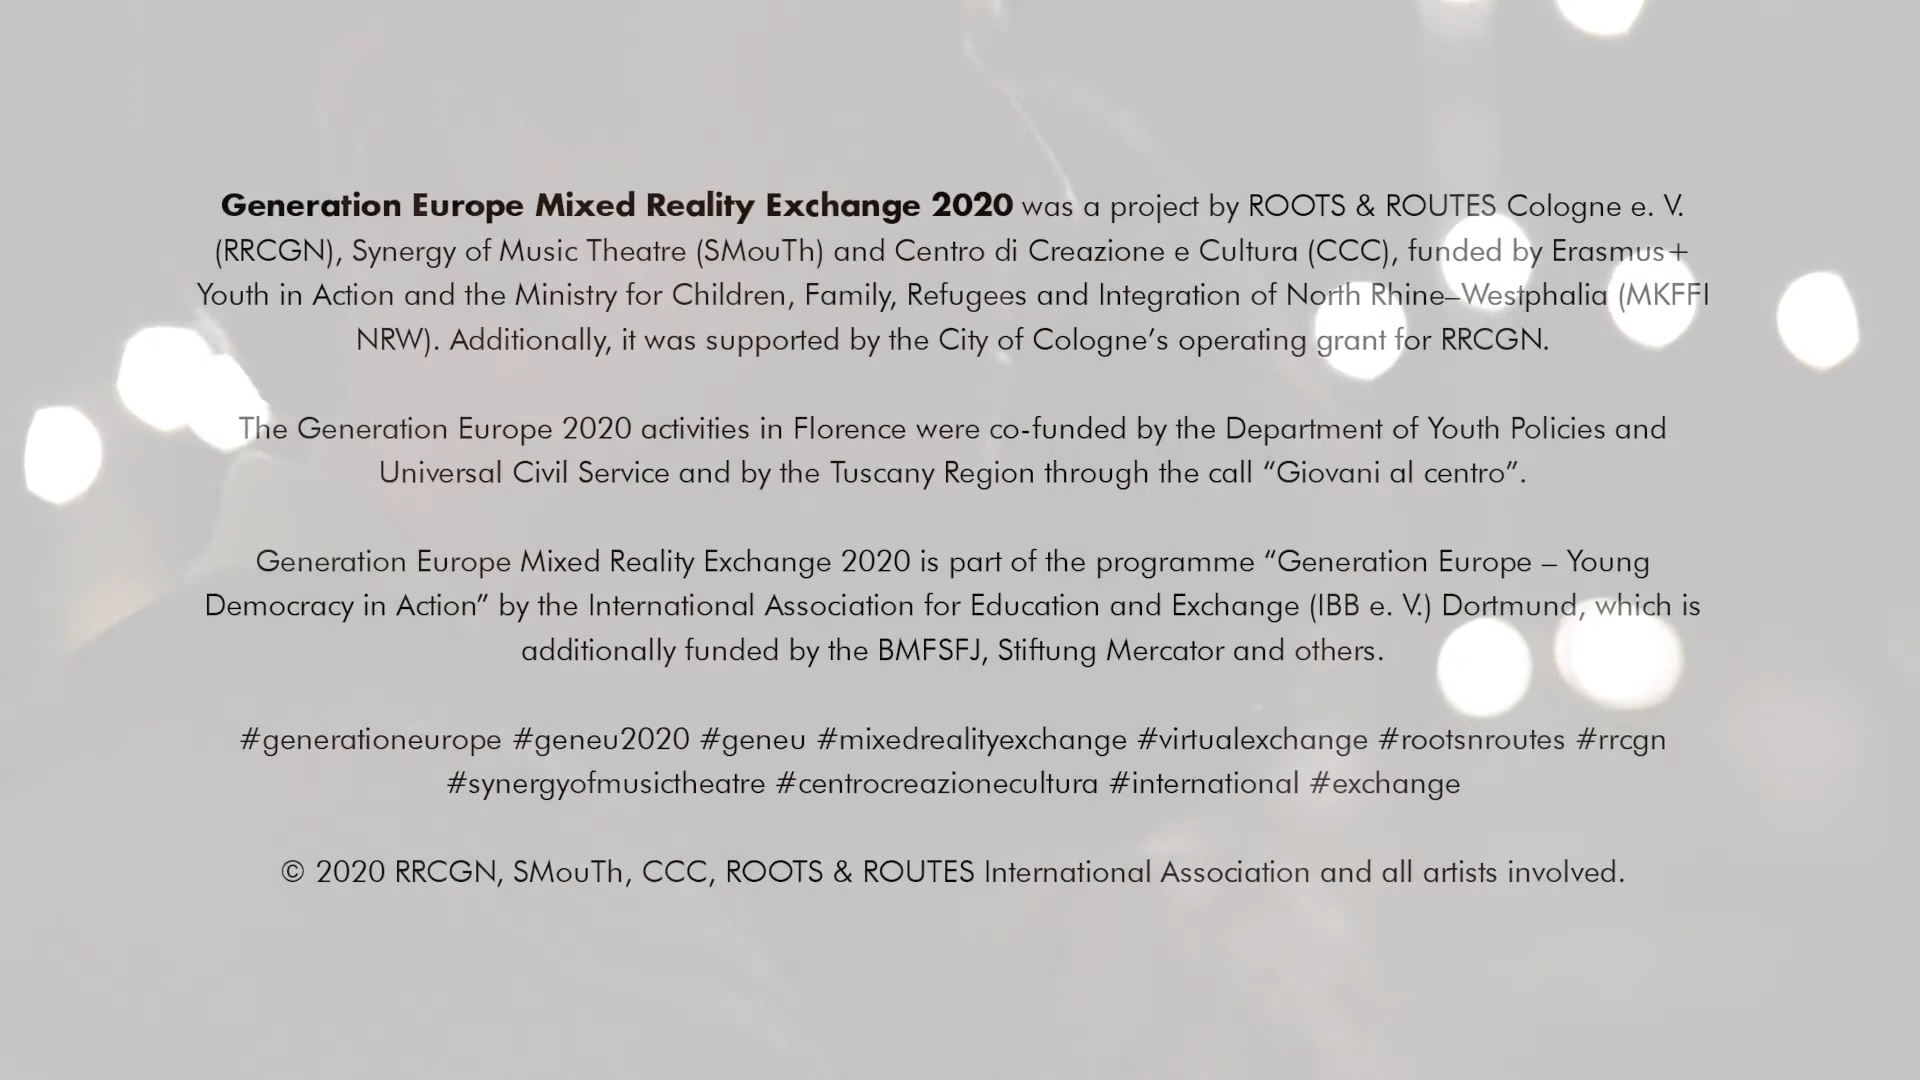 Generation Europe Mixed Reality Exchange 2020 was a project by ROOTS & ROUTES Cologne e. V.
(RRCGN), Synergy of Music Theatre (SMouTh) and Centro di Creazione e Cultura (CCC), funded by Erasmus+
Youth in Action and the Ministry for Children, Family, Refugees and Integration of North Rhine–Westphalia (MKFFI
NRW). Additionally, it was supported by the City of Cologne’s operating grant for RRCGN.
The Generation Europe 2020 activities in Florence were co-funded by the Department of Youth Policies and
Universal Civil Service and by the Tuscany Region through the call “Giovani al centro”.
Generation Europe Mixed Reality Exchange 2020 is part of the programme “Generation Europe – Young
Democracy in Action” by the International Association for Education and Exchange (IBB e. V.) Dortmund, which is
additionally funded by the BMFSFJ, Stiftung Mercator and others.
#generationeurope #geneu2020 #geneu #mixedrealityexchange #virtualexchange #rootsnroutes #rrcgn
#synergyofmusictheatre #centrocreazionecultura #international #exchange
© 2020 RRCGN, SMouTh, CCC, ROOTS & ROUTES International Association and all artists involved.